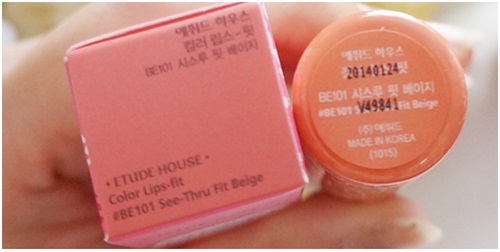 에뛰드 하우스
컬러 립스-핏
BE101 시스루 핏 베이지
• ETUDE HOUSE •
Color Lips-fit
#BE101 See-Thru Fit Beige
에뛰드 하우스
20140124 핏
BE101 시스루 핏 베이지
V49841
#BE101 Fit Beige
(주)에뛰드
MADE IN KOREA
(1015)